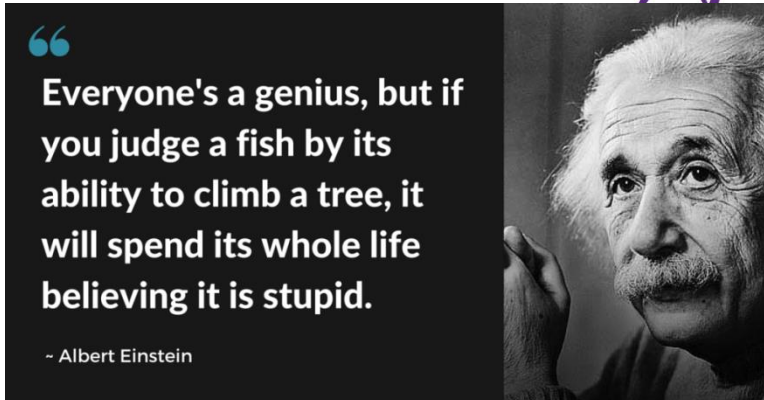 “
Everyone's a genius, but if
you judge a fish by its
ability to climb a tree, it
will spend its whole life
believing it is stupid.
~ Albert Einstein